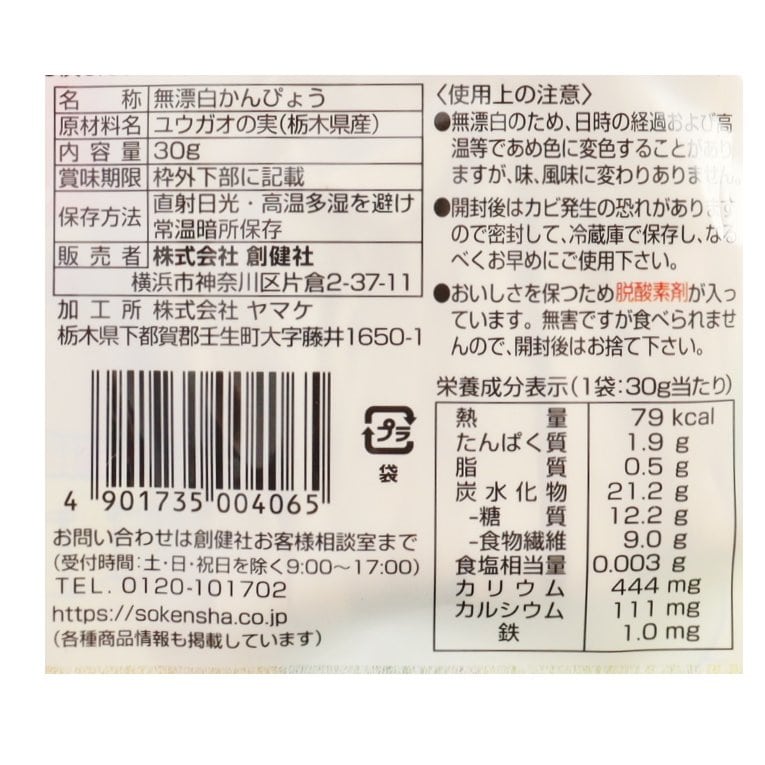 名称 無漂白かんぴょう
原材料名 ユウガオの実(栃木県産)
内容量 30g
賞味期限 枠外下部に記載
保存方法 直射日光・高温多湿を避け
常温暗所保存
販売者 株式会社 創健社
横浜市神奈川区片倉2-37-11
加工所 株式会社 ヤマケ
栃木県下都賀郡壬生町大字藤井1650-1
4 901735 004065
プラ
袋
お問い合わせは創健社お客様相談室まで
(受付時間:土・日・祝日を除く9:00〜17:00)
TEL. 0120-101702
https://sokensha.co.jp
(各種商品情報も掲載しています)
〈使用上の注意〉
●無漂白のため、日時の経過および高
温等であめ色に変色することがあり
ますが、味、風味に変わりありません。
●開封後はカビ発生の恐れがあります
ので密封して、冷蔵庫で保存し、なる
べくお早めにご使用下さい。
●おいしさを保つため脱酸素剤が入っ
ています。無害ですが食べられませ
んので、開封後はお捨て下さい。
栄養成分表示(1袋:30g当たり)
熱量 79 kcal
たんぱく質 1.9 g
脂質 0.5 g
炭水化物 21.2 g
-糖質 12.2 g
-食物繊維 9.0 g
食塩相当量 0.003 g
カリウム 444 mg
カルシウム 111 mg
鉄 1.0 mg